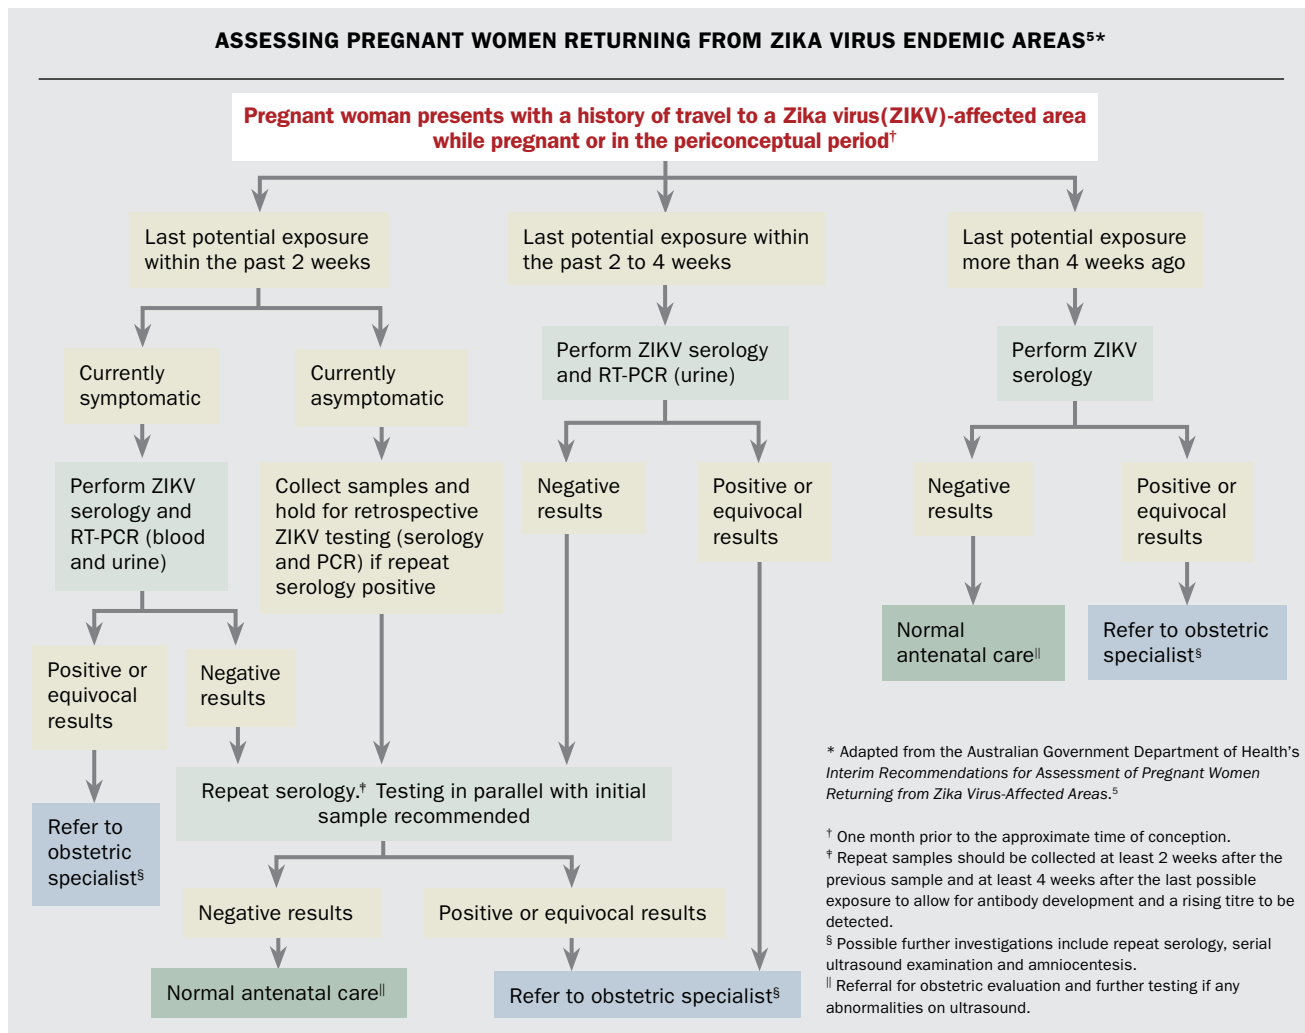 ASSESSING PREGNANT WOMEN RETURNING FROM ZIKA VIRUS ENDEMIC AREAS⁵*
Pregnant woman presents with a history of travel to a Zika virus(ZIKV)-affected area
while pregnant or in the periconceptual period†
Last potential exposure
within the past 2 weeks
Last potential exposure within
the past 2 to 4 weeks
Last potential exposure
more than 4 weeks ago
Currently
symptomatic
Currently
asymptomatic
Perform ZIKV serology
and RT-PCR (urine)
Perform ZIKV
serology
Perform ZIKV
serology and
RT-PCR (blood
and urine)
Collect samples and
hold for retrospective
ZIKV testing (serology
and PCR) if repeat
serology positive
Negative
results
Positive or
equivocal
results
Negative
results
Positive or
equivocal
results
Normal
antenatal care||
Refer to obstetric
specialist§
Positive or
equivocal
results
Negative
results
Refer to
obstetric
specialist§
Repeat serology.‡ Testing in parallel with initial
sample recommended
Negative results
Positive or equivocal results
Normal antenatal care||
Refer to obstetric specialist§
* Adapted from the Australian Government Department of Health’s
Interim Recommendations for Assessment of Pregnant Women
Returning from Zika Virus-Affected Areas.⁵
† One month prior to the approximate time of conception.
‡ Repeat samples should be collected at least 2 weeks after the
previous sample and at least 4 weeks after the last possible
exposure to allow for antibody development and a rising titre to be
detected.
§ Possible further investigations include repeat serology, serial
ultrasound examination and amniocentesis.
|| Referral for obstetric evaluation and further testing if any
abnormalities on ultrasound.